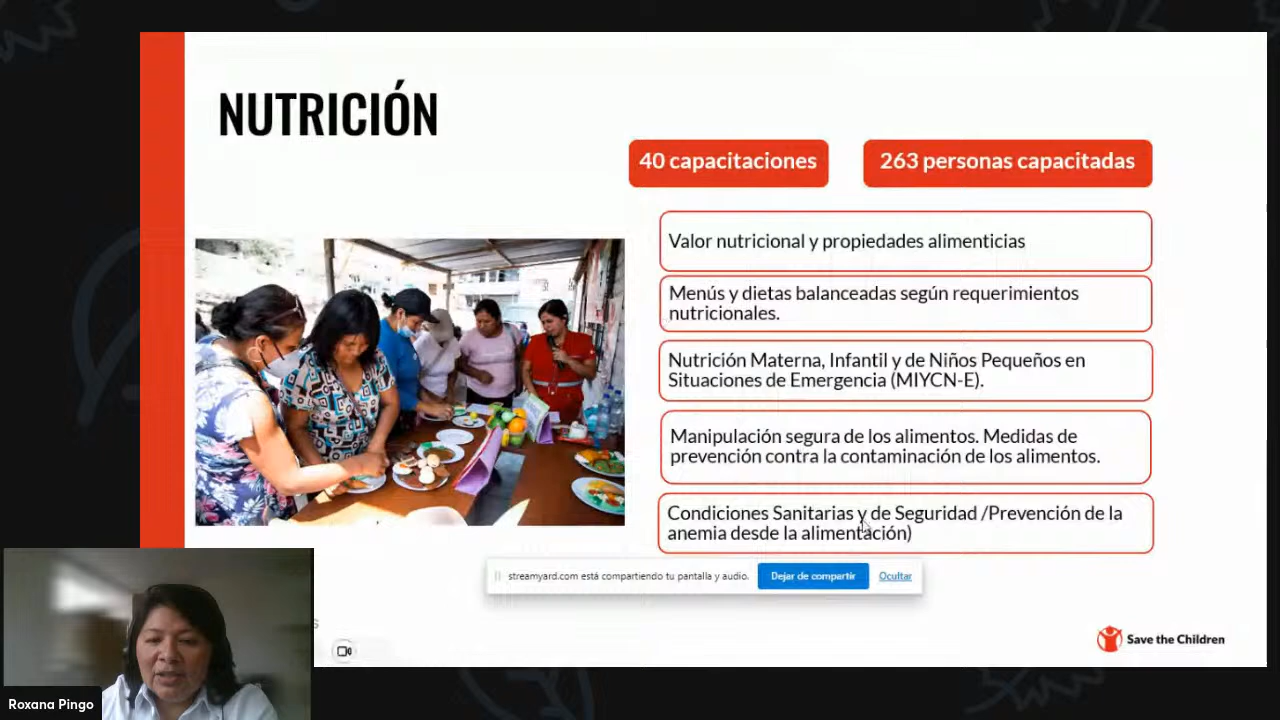 NUTRICIÓN
40 capacitaciones
263 personas capacitadas
Valor nutricional y propiedades alimenticias
Menús y dietas balanceadas según requerimientos
nutricionales.
Nutrición Materna, Infantil y de Niños Pequeños en
Situaciones de Emergencia (MIYCN-E).
Manipulación segura de los alimentos. Medidas de
prevención contra la contaminación de los alimentos.
Condiciones Sanitarias y de Seguridad /Prevención de la
anemia desde la alimentación)
streamyard.com está compartiendo tu pantalla y audio.
Dejar de compartir
Ocultar
Save the Children
Roxana Pingo